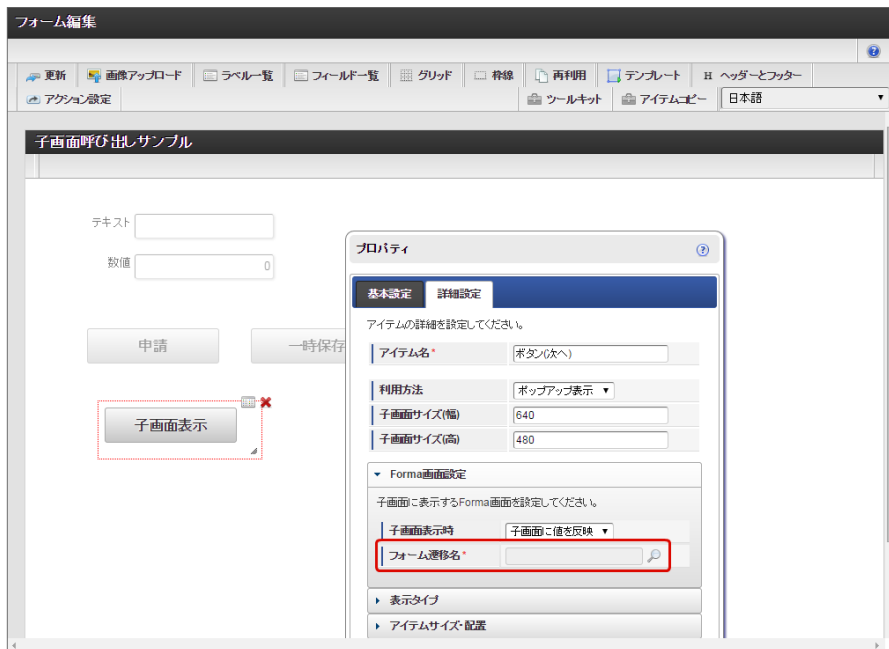 フォーム編集
更新 画像アップロード ラベル一覧 フィールド一覧 グリッド 枠線 再利用 テンプレート H ヘッダーとフッター
アクション設定 ツールキット アイテムコピー 日本語
子画面呼び出しサンプル
テキスト
数値 0
申請 一時保存
子画面表示
プロパティ
基本設定 詳細設定
アイテムの詳細を設定してください。
アイテム名* ボタン(次へ)
利用方法 ポップアップ表示
子画面サイズ(幅) 640
子画面サイズ(高) 480
Forma画面設定
子画面に表示するForma画面を設定してください。
子画面表示時 子画面に値を反映
フォーム遷移名*
表示タイプ
アイテムサイズ・配置